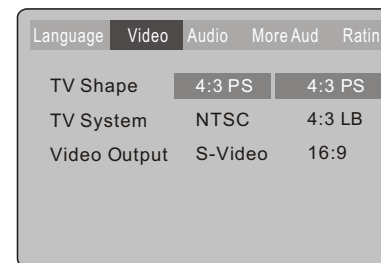 Language Video Audio More Aud Ratin
TV Shape 4:3 PS 4:3 PS
TV System NTSC 4:3 LB
Video Output S-Video 16:9